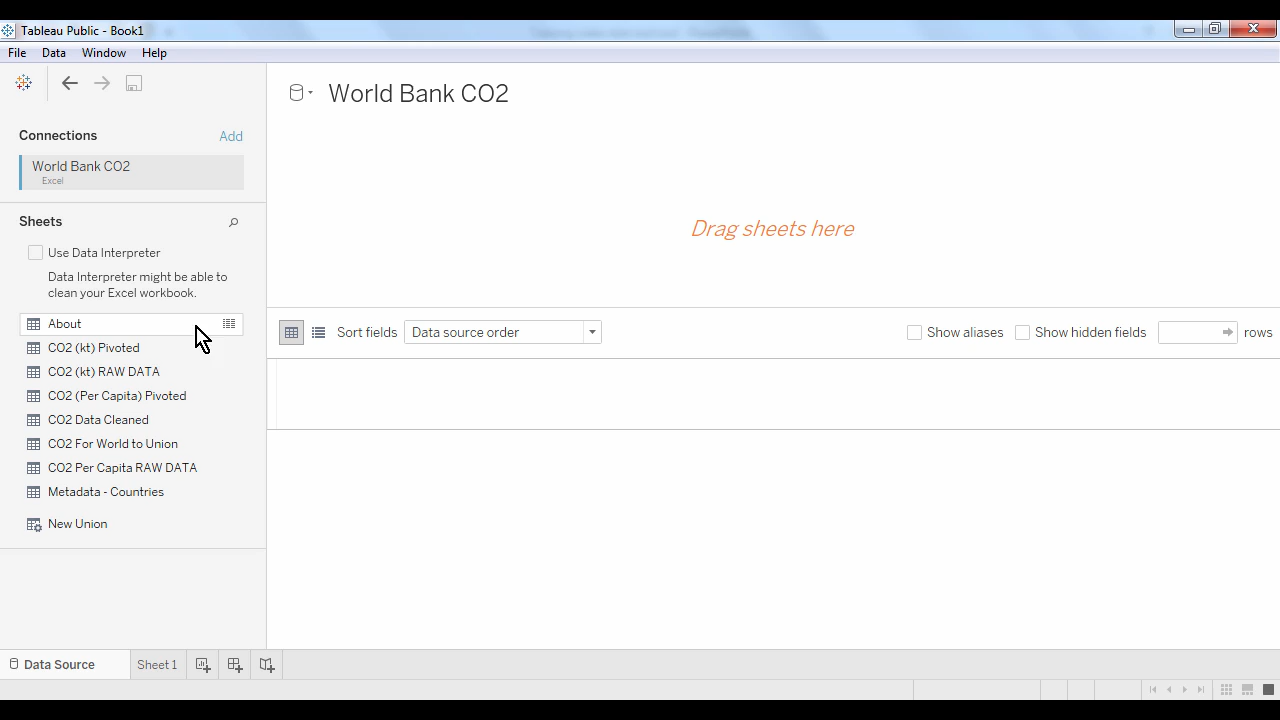 Tableau Public - Book1
File Data Window Help
World Bank CO2
Connections Add
World Bank CO2
Excel
Sheets
Use Data Interpreter
Data Interpreter might be able to
clean your Excel workbook.
About
CO2 (kt) Pivoted
CO2 (kt) RAW DATA
CO2 (Per Capita) Pivoted
CO2 Data Cleaned
CO2 For World to Union
CO2 Per Capita RAW DATA
Metadata - Countries
New Union
Drag sheets here
Sort fields Data source order Show aliases Show hidden fields rows
Data Source Sheet 1